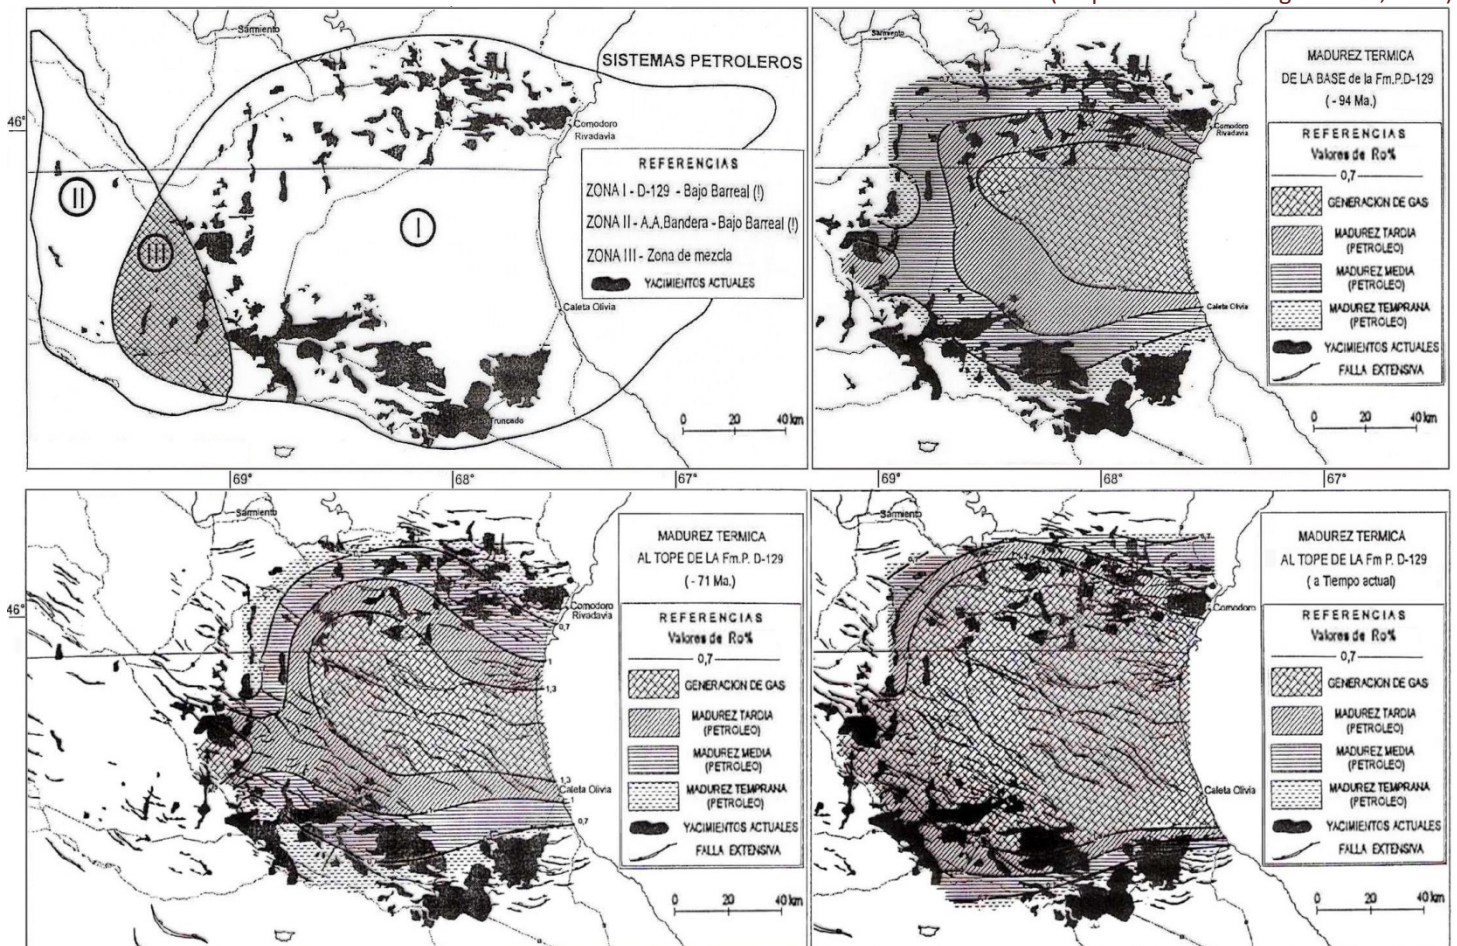 Sarmiento
SISTEMAS PETROLEROS
46°
Comodoro
Rivadavia
REFERENCIAS
ZONA I - D-129 - Bajo Barreal (!)
ZONA II - A.A.Bandera - Bajo Barreal (!)
ZONA III - Zona de mezcla
YACIMIENTOS ACTUALES
II
III
I
Caleta Olivia
0 20 40 km
Sarmiento
MADUREZ TERMICA
DE LA BASE de la Fm.P.D-129
(- 94 Ma.)
Comodoro
Rivadavia
REFERENCIAS
Valores de Ro%
0,7
GENERACION DE GAS
MADUREZ TARDIA
(PETROLEO)
MADUREZ MEDIA
(PETROLEO)
MADUREZ TEMPRANA
(PETROLEO)
YACIMIENTOS ACTUALES
FALLA EXTENSIVA
Caleta Olivia
0 20 40 km
69° 68° 67° 69° 68° 67°
Sarmiento
MADUREZ TERMICA
AL TOPE DE LA Fm.P. D-129
(- 71 Ma.)
46°
Comodoro
Rivadavia
0,7
1
1,3
1,3
1
0,7
REFERENCIAS
Valores de Ro%
0,7
GENERACION DE GAS
MADUREZ TARDIA
(PETROLEO)
MADUREZ MEDIA
(PETROLEO)
MADUREZ TEMPRANA
(PETROLEO)
YACIMIENTOS ACTUALES
FALLA EXTENSIVA
Caleta Olivia
0 20 40 km
Sarmiento
MADUREZ TERMICA
AL TOPE DE LA Fm P. D-129
( a Tiempo actual)
Comodoro
REFERENCIAS
Valores de Ro%
0,7
GENERACION DE GAS
MADUREZ TARDIA
(PETROLEO)
MADUREZ MEDIA
(PETROLEO)
MADUREZ TEMPRANA
(PETROLEO)
YACIMIENTOS ACTUALES
FALLA EXTENSIVA
Caleta Olivia
0 20 40 km